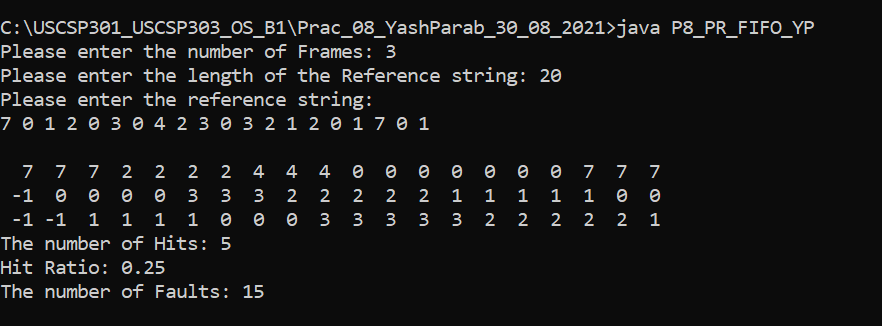 C:\USCSP301_USCSP303_OS_B1\Prac_08_YashParab_30_08_2021>java P8_PR_FIFO_YP
Please enter the number of Frames: 3
Please enter the length of the Reference string: 20
Please enter the reference string:
7 0 1 2 0 3 0 4 2 3 0 3 2 1 2 0 1 7 0 1
7 7 7 2 2 2 2 4 4 4 0 0 0 0 0 0 0 7 7 7
-1 0 0 0 0 3 3 3 2 2 2 2 2 1 1 1 1 1 0 0
-1 -1 1 1 1 1 0 0 0 3 3 3 3 3 2 2 2 2 2 1
The number of Hits: 5
Hit Ratio: 0.25
The number of Faults: 15